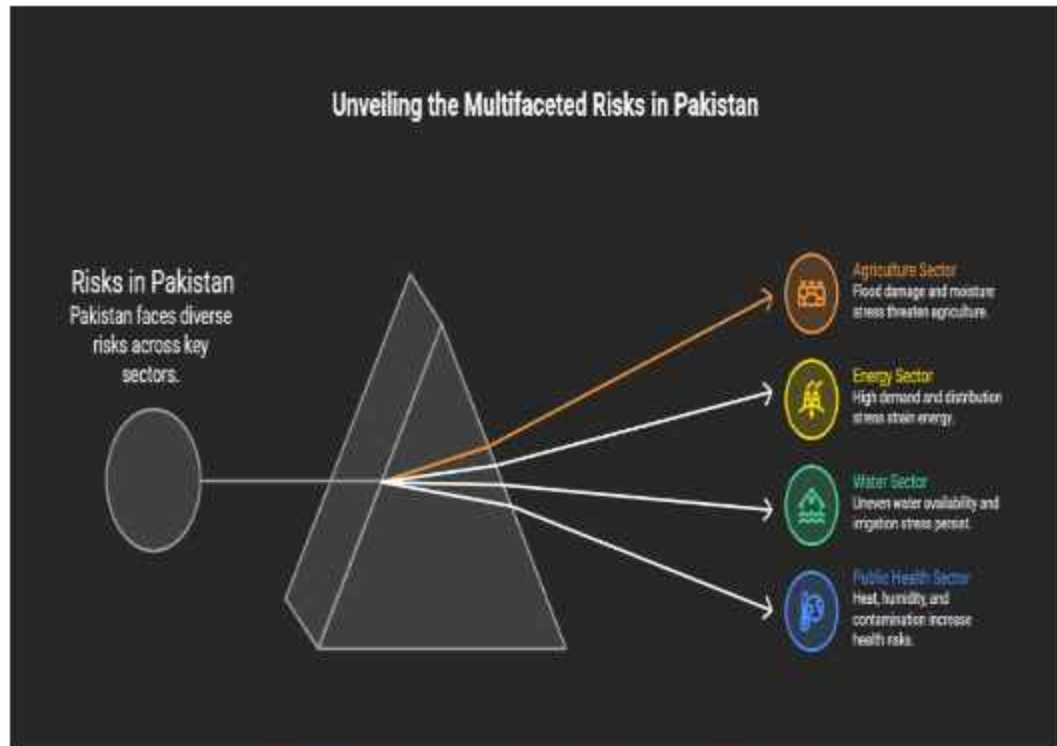 Unveiling the Multifaceted Risks in Pakistan
Risks in Pakistan
Pakistan faces diverse
risks across key
sectors.
Agriculture Sector
Flood damage and moisture
stress threaten agriculture.
Energy Sector
High demand and distribution
stress strain energy.
Water Sector
Uneven water availability and
irrigation stress persist.
Public Health Sector
Heat, humidity, and
contamination increase
health risks.